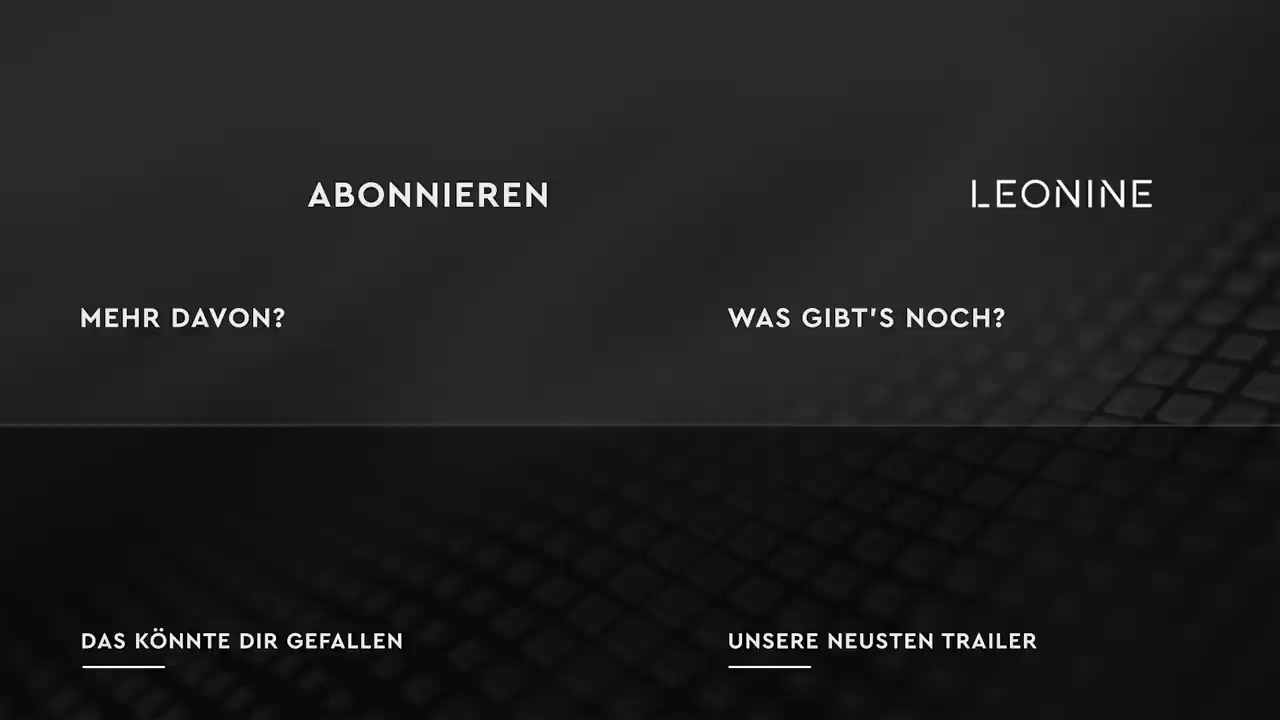 ABONNIEREN
LEONINE
MEHR DAVON?
WAS GIBT'S NOCH?
DAS KÖNNTE DIR GEFALLEN
UNSERE NEUSTEN TRAILER